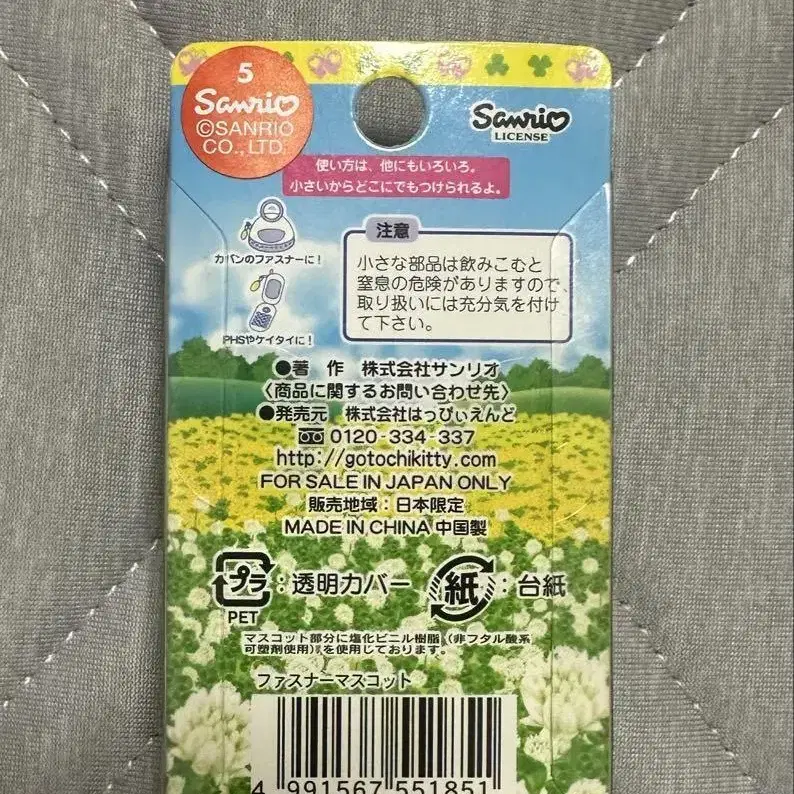 5
Sanrio
©SANRIO
CO., LTD.
Sanrio
LICENSE
使い方は、他にもいろいろ。
小さいからどこにでもつけられるよ。
カバンのファスナーに!
PHSやケイタイに!
注意
小さな部品は飲みこむと
窒息の危険がありますので、
取り扱いには充分気を付け
て下さい。
●著 作 株式会社サンリオ
〈商品に関するお問い合わせ先〉
●発売元 株式会社はっぴぃえんど
0120-334-337
http://gotochikitty.com
FOR SALE IN JAPAN ONLY
販売地域:日本限定
MADE IN CHINA 中国製
プラ:透明カバー
PET
紙:台紙
マスコット部分に塩化ビニル樹脂(非フタル酸系
可塑剤使用)を使用しております。
ファスナーマスコット
4 991567 551851